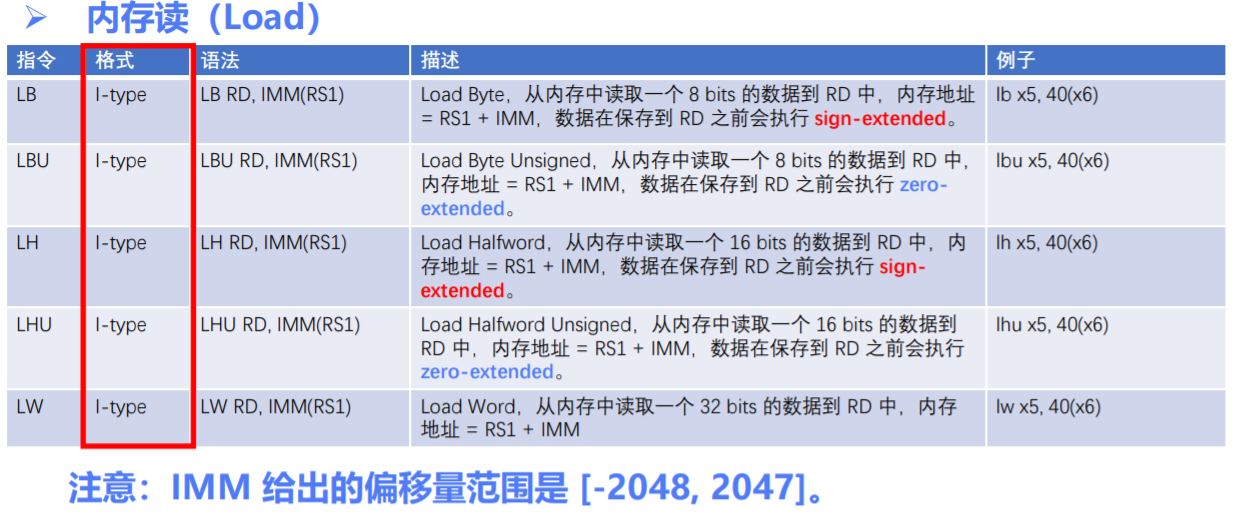 ➢ 内存读（Load）
指令 格式 语法 描述 例子
LB I-type LB RD, IMM(RS1) Load Byte，从内存中读取一个 8 bits 的数据到 RD 中，内存地址 lb x5, 40(x6)
= RS1 + IMM，数据在保存到 RD 之前会执行 sign-extended。
LBU I-type LBU RD, IMM(RS1) Load Byte Unsigned，从内存中读取一个 8 bits 的数据到 RD 中， lbu x5, 40(x6)
内存地址 = RS1 + IMM，数据在保存到 RD 之前会执行 zero-
extended。
LH I-type LH RD, IMM(RS1) Load Halfword，从内存中读取一个 16 bits 的数据到 RD 中，内 lh x5, 40(x6)
存地址 = RS1 + IMM，数据在保存到 RD 之前会执行 sign-
extended。
LHU I-type LHU RD, IMM(RS1) Load Halfword Unsigned，从内存中读取一个 16 bits 的数据到 lhu x5, 40(x6)
RD 中，内存地址 = RS1 + IMM，数据在保存到 RD 之前会执行
zero-extended。
LW I-type LW RD, IMM(RS1) Load Word，从内存中读取一个 32 bits 的数据到 RD 中，内存 lw x5, 40(x6)
地址 = RS1 + IMM
注意：IMM 给出的偏移量范围是 [-2048, 2047]。